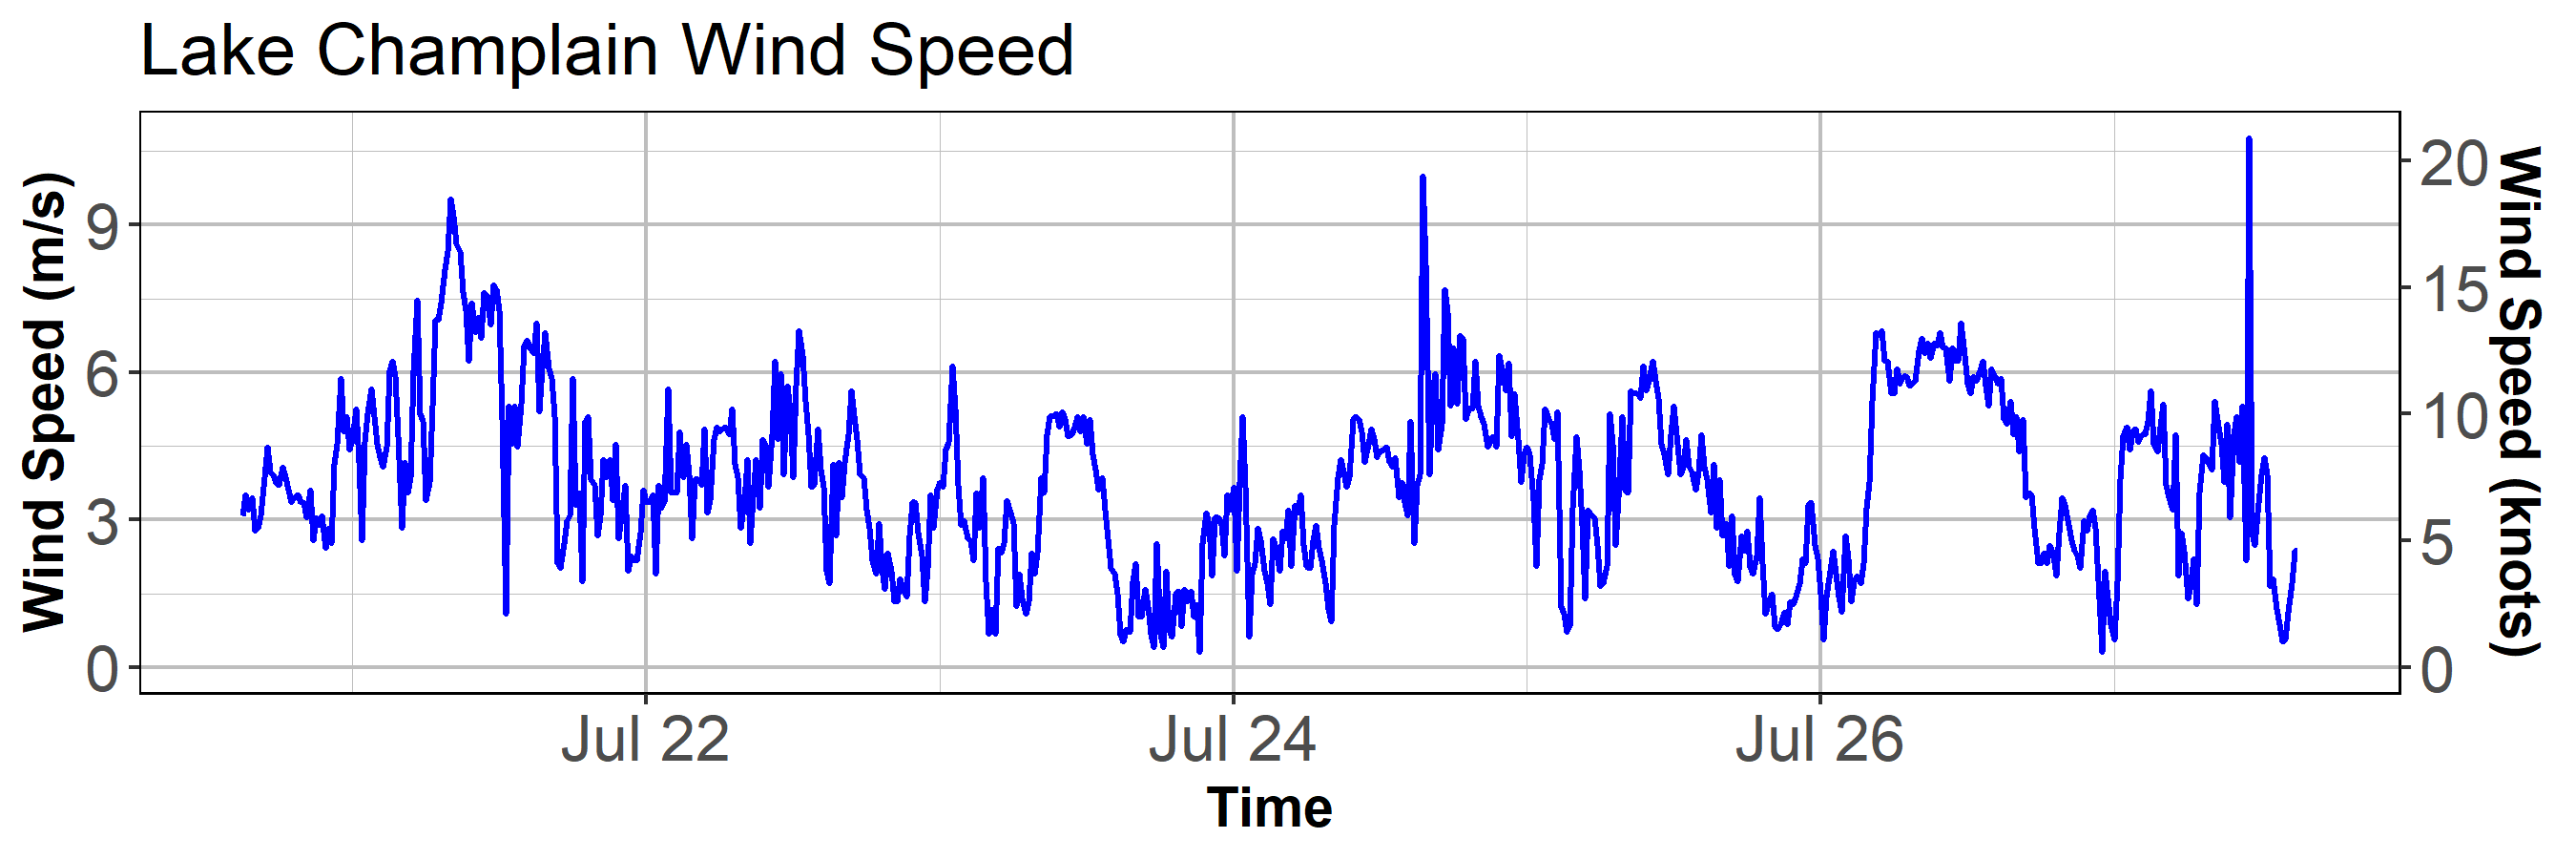 Lake Champlain Wind Speed
Wind Speed (m/s)
9
6
3
0
20
15
10
5
0
Wind Speed (knots)
Jul 22 Jul 24 Jul 26
Time